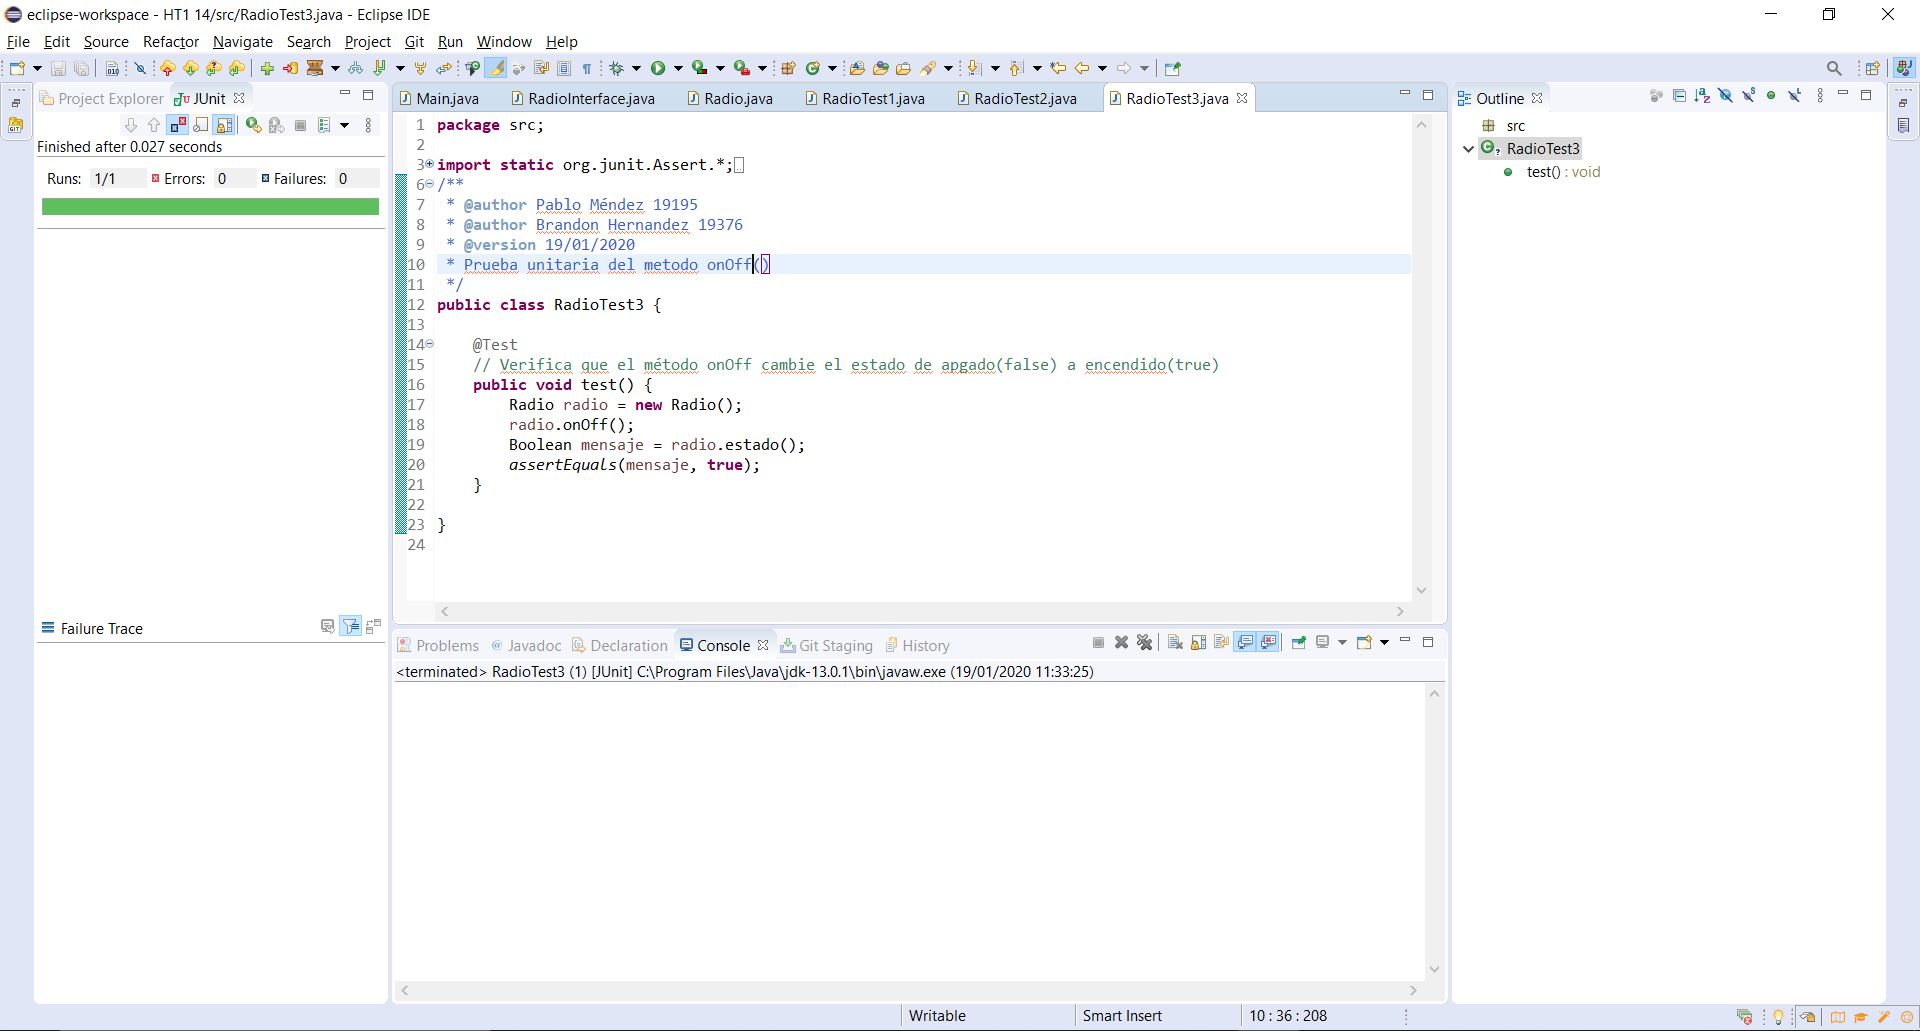 eclipse-workspace - HT1 14/src/RadioTest3.java - Eclipse IDE
File Edit Source Refactor Navigate Search Project Git Run Window Help
Project Explorer JUnit
Finished after 0.027 seconds
Runs: 1/1 Errors: 0 Failures: 0
Failure Trace
Main.java RadioInterface.java Radio.java RadioTest1.java RadioTest2.java RadioTest3.java
1 package src;
2
3 import static org.junit.Assert.*;
6 /**
7 * @author Pablo Méndez 19195
8 * @author Brandon Hernandez 19376
9 * @version 19/01/2020
10 * Prueba unitaria del metodo onOff()
11 */
12 public class RadioTest3 {
13
14 @Test
15 // Verifica que el método onOff cambie el estado de apgado(false) a encendido(true)
16 public void test() {
17 Radio radio = new Radio();
18 radio.onOff();
19 Boolean mensaje = radio.estado();
20 assertEquals(mensaje, true);
21 }
22
23 }
24
Problems Javadoc Declaration Console Git Staging History
<terminated> RadioTest3 (1) [JUnit] C:\Program Files\Java\jdk-13.0.1\bin\javaw.exe (19/01/2020 11:33:25)
Outline
src
RadioTest3
test() : void
Writable Smart Insert 10 : 36 : 208